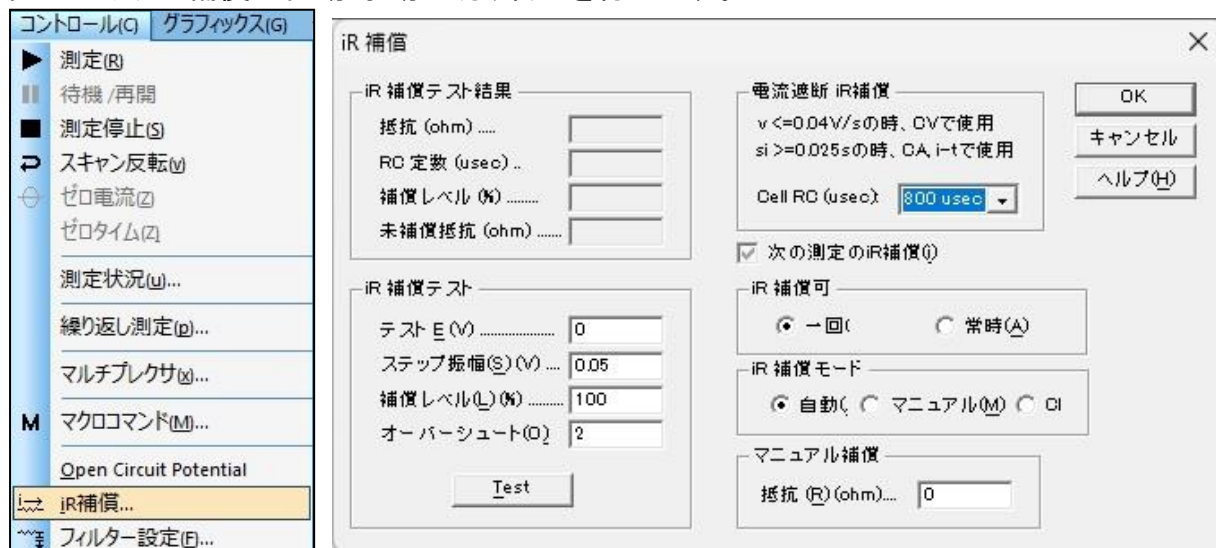 コントロール(C) グラフィックス(G)
測定(R)
待機 /再開
測定停止(S)
スキャン反転(v)
ゼロ電流(Z)
ゼロタイム(Z)
測定状況(u)...
繰り返し測定(p)...
マルチプレクサ(x)...
M マクロコマンド(M)...
Open Circuit Potential
iR補償...
フィルター設定(F)...
iR 補償
iR 補償テスト結果
抵抗 (ohm) ....
RC 定数 (usec) ..
補償レベル (%) ........
未補償抵抗 (ohm) ......
iR 補償テスト
テスト E (V) ................... 0
ステップ振幅(S) (V) .... 0.05
補償レベル(L) (%) ......... 100
オーバーシュート(O) 2
Test
電流遮断 iR補償
v <=0.04V/sの時、CVで使用
si >=0.025sの時、CA, i-tで使用
Cell RC (usec): 800 usec
次の測定のiR補償(i)
iR 補償可
一回( 常時(A)
iR 補償モード
自動( マニュアル(M) CI
マニュアル補償
抵抗 (R) (ohm).... 0
OK
キャンセル
ヘルプ(H)